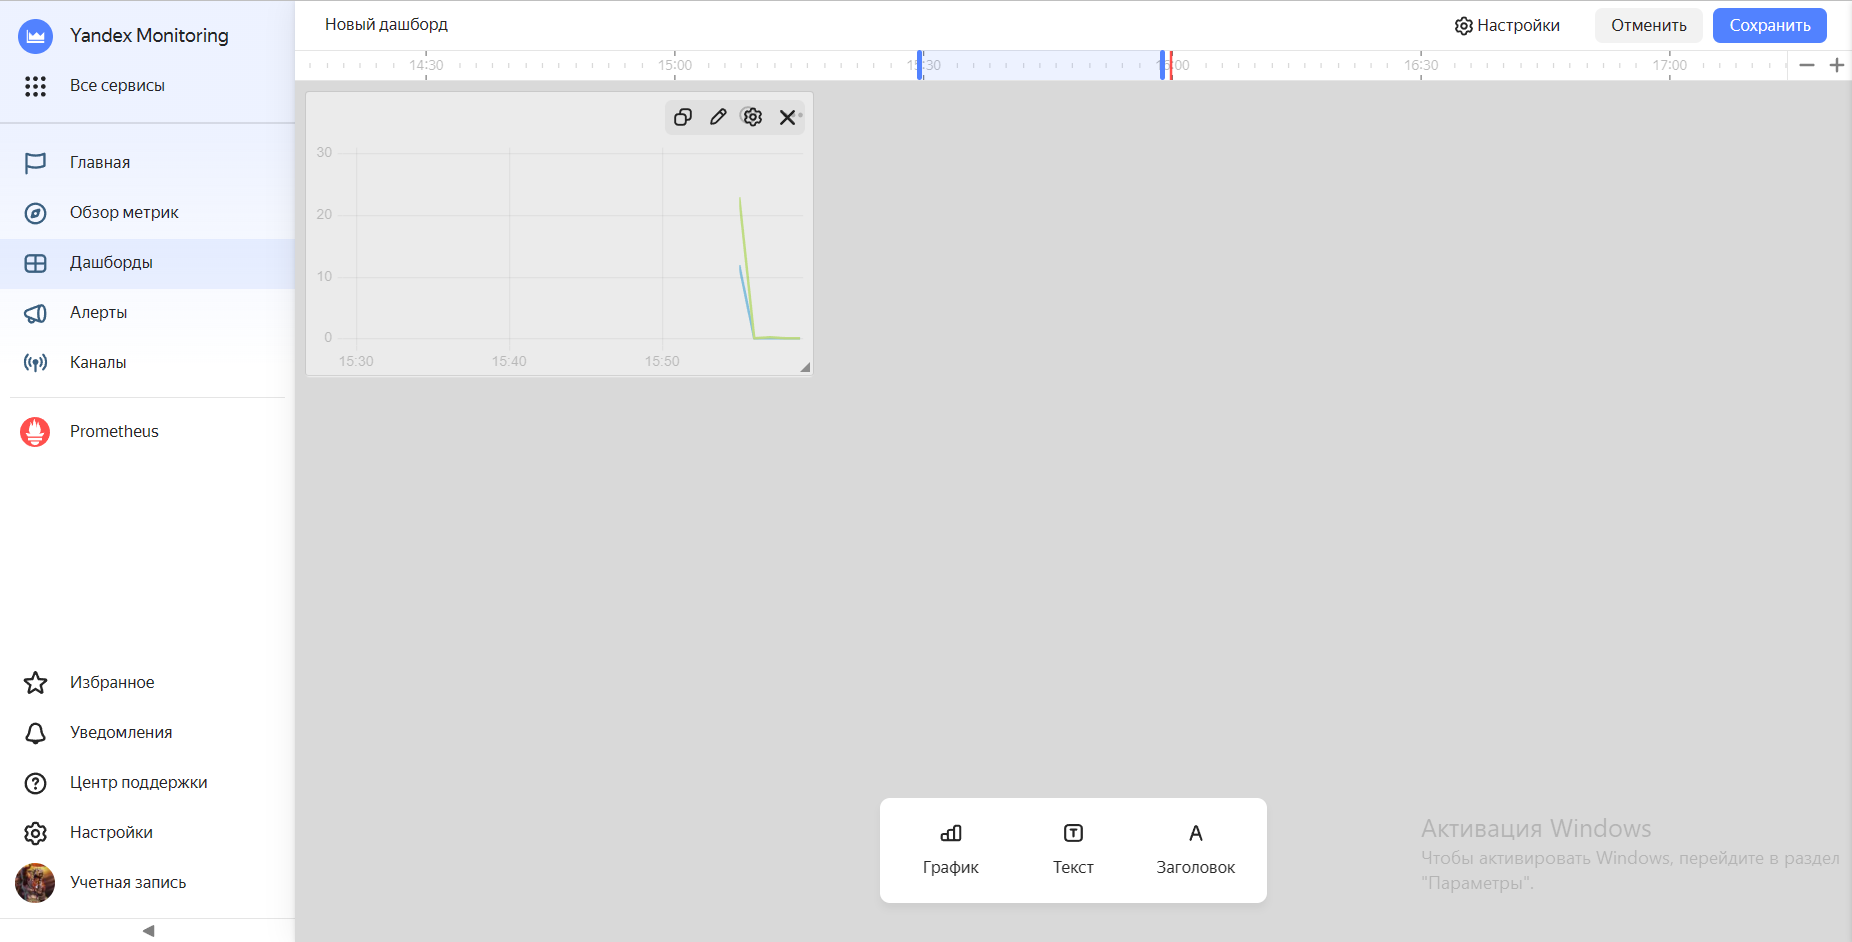 Yandex Monitoring
Все сервисы
Главная
Обзор метрик
Дашборды
Алерты
Каналы
Prometheus
Избранное
Уведомления
Центр поддержки
Настройки
Учетная запись
Новый дашборд
Настройки
Отменить
Сохранить
14:30 15:00 15:30 16:00 16:30 17:00
30
20
10
0
15:30 15:40 15:50
График
Текст
Заголовок
Активация Windows
Чтобы активировать Windows, перейдите в раздел
"Параметры".